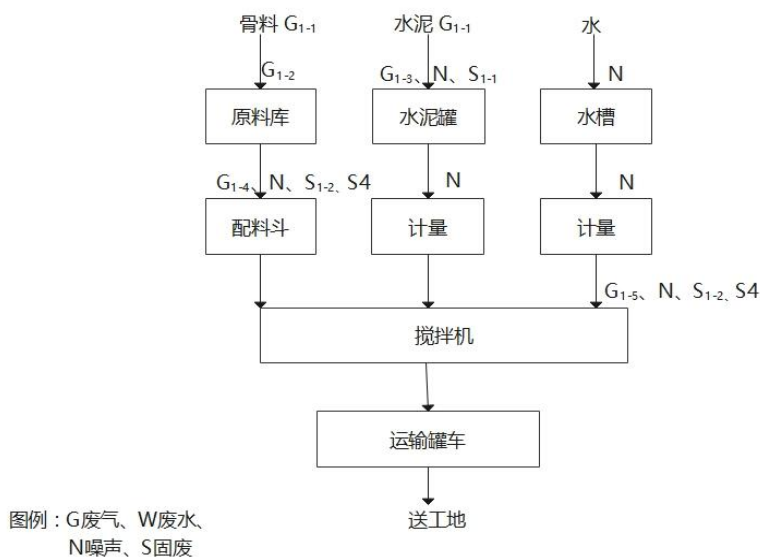 骨料 G₁₋₁ 水泥 G₁₋₁ 水
G₁₋₂ G₁₋₃、N、S₁₋₁ N
原料库 水泥罐 水槽
G₁₋₄、N、S₁₋₂、S4 N N
配料斗 计量 计量
G₁₋₅、N、S₁₋₂、S4
搅拌机
运输罐车
送工地
图例：G废气、W废水、
N噪声、S固废